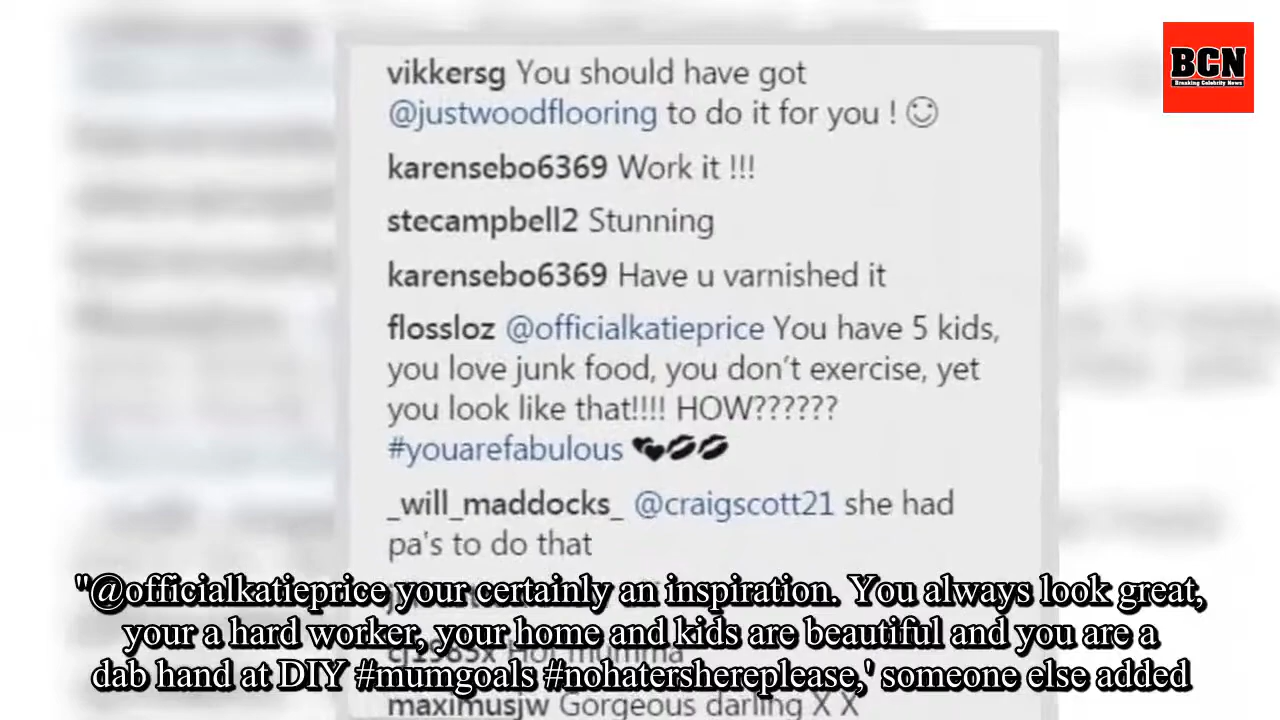 BCN
Breaking Celebrity News
vikkersg You should have got
@justwoodflooring to do it for you ! ☺
karensebo6369 Work it !!!
stecampbell2 Stunning
karensebo6369 Have u varnished it
flossloz @officialkatieprice You have 5 kids,
you love junk food, you don't exercise, yet
you look like that!!!! HOW??????
#youarefabulous 💕💋💋
_will_maddocks_ @craigscott21 she had
pa's to do that
"@officialkatieprice your certainly an inspiration. You always look great,
your a hard worker, your home and kids are beautiful and you are a
dab hand at DIY #mumgoals #nohatershereplease,' someone else added
cj1985x Hot mumma
maximusjw Gorgeous darling X X